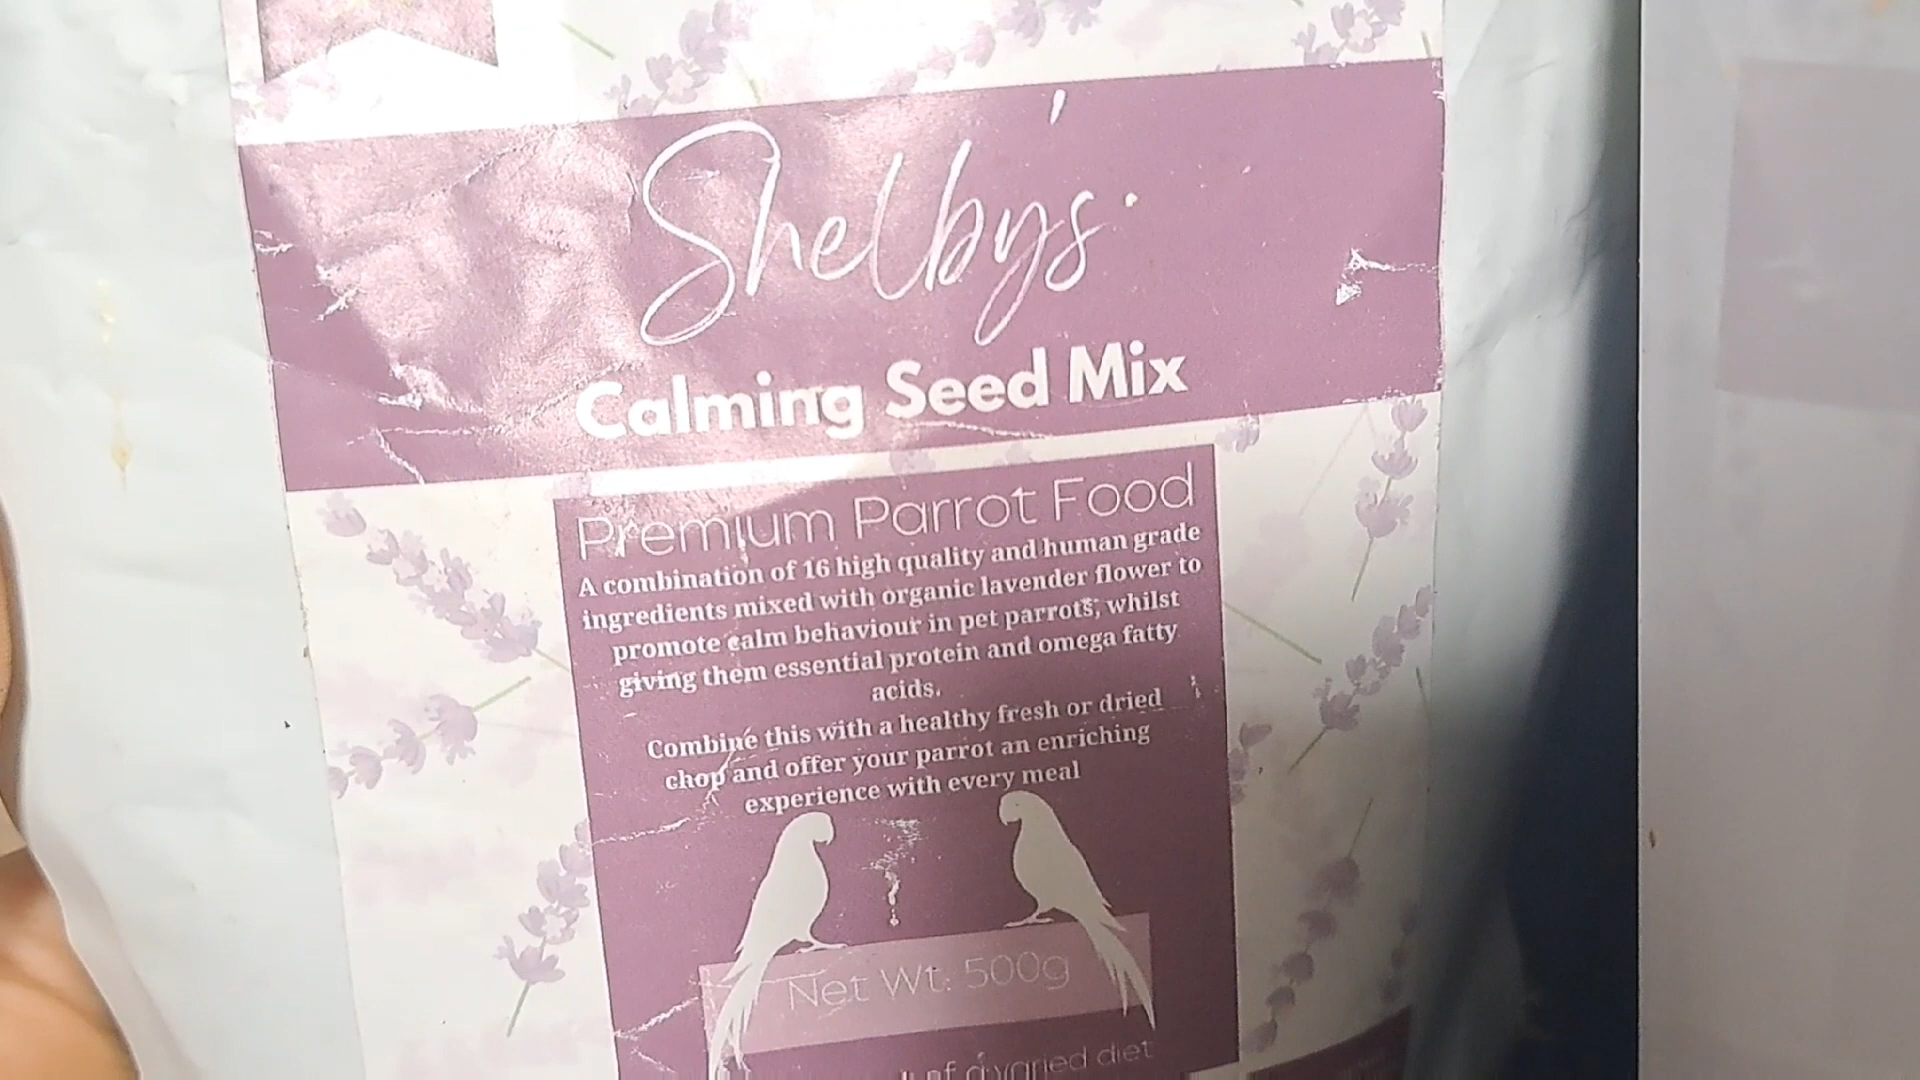 Shelby's
Calming Seed Mix
Premium Parrot Food
A combination of 16 high quality and human grade
ingredients mixed with organic lavender flower to
promote calm behaviour in pet parrots, whilst
giving them essential protein and omega fatty
acids.
Combine this with a healthy fresh or dried
chop and offer your parrot an enriching
experience with every meal
Net Wt: 500g
of a varied diet